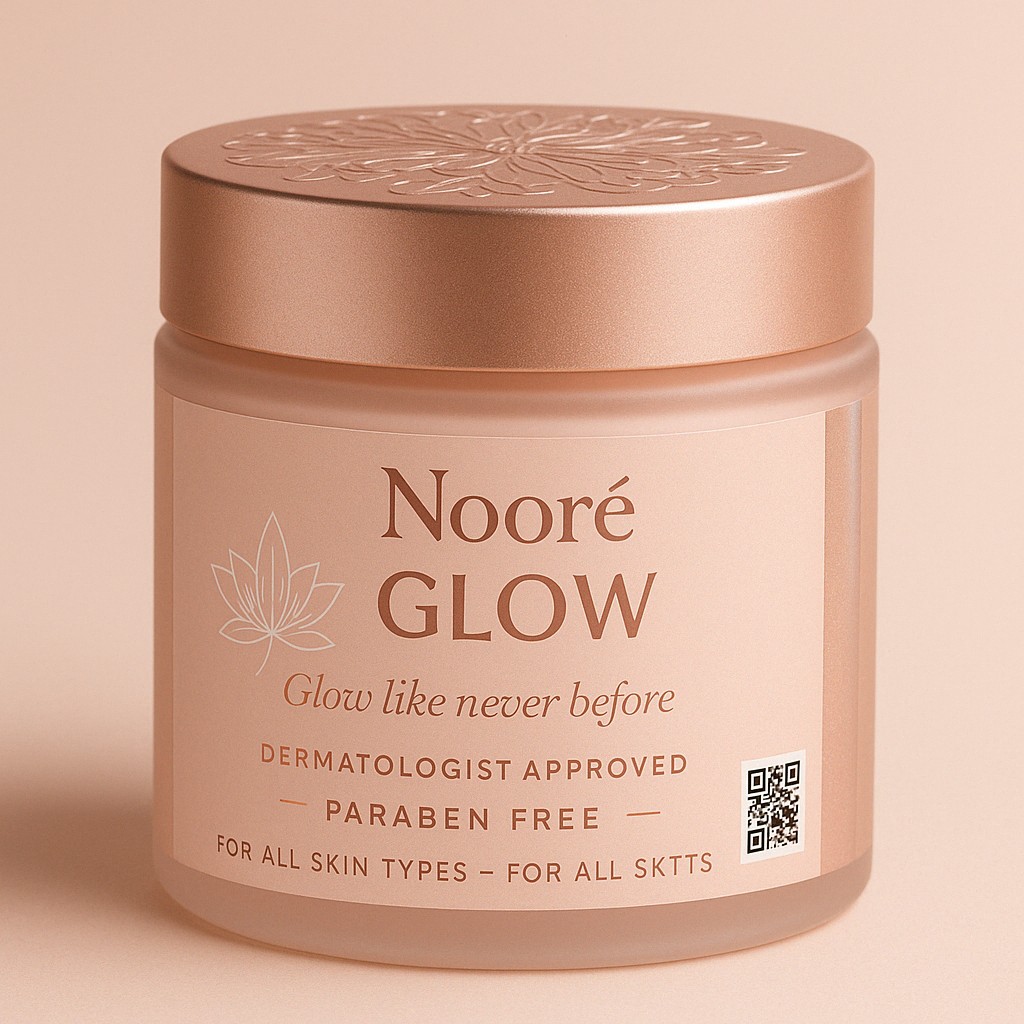 Nooré
GLOW
Glow like never before
DERMATOLOGIST APPROVED
– PARABEN FREE –
FOR ALL SKIN TYPES – FOR ALL SKTTS